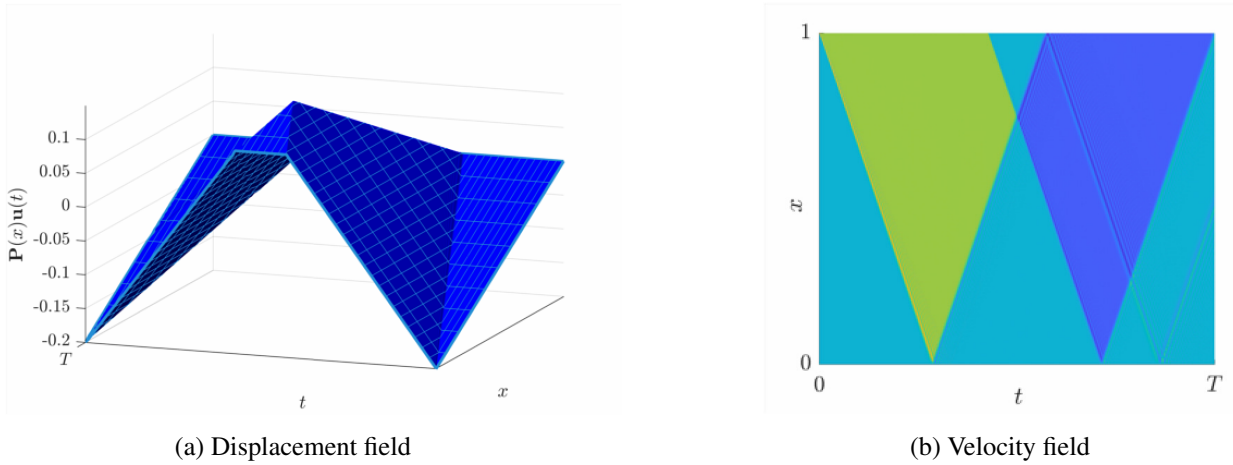 0.1
0.05
0
-0.05
-0.1
-0.15
-0.2
P(x)u(t)
T
t
x
(a) Displacement field
1
x
0
0
t
T
(b) Velocity field